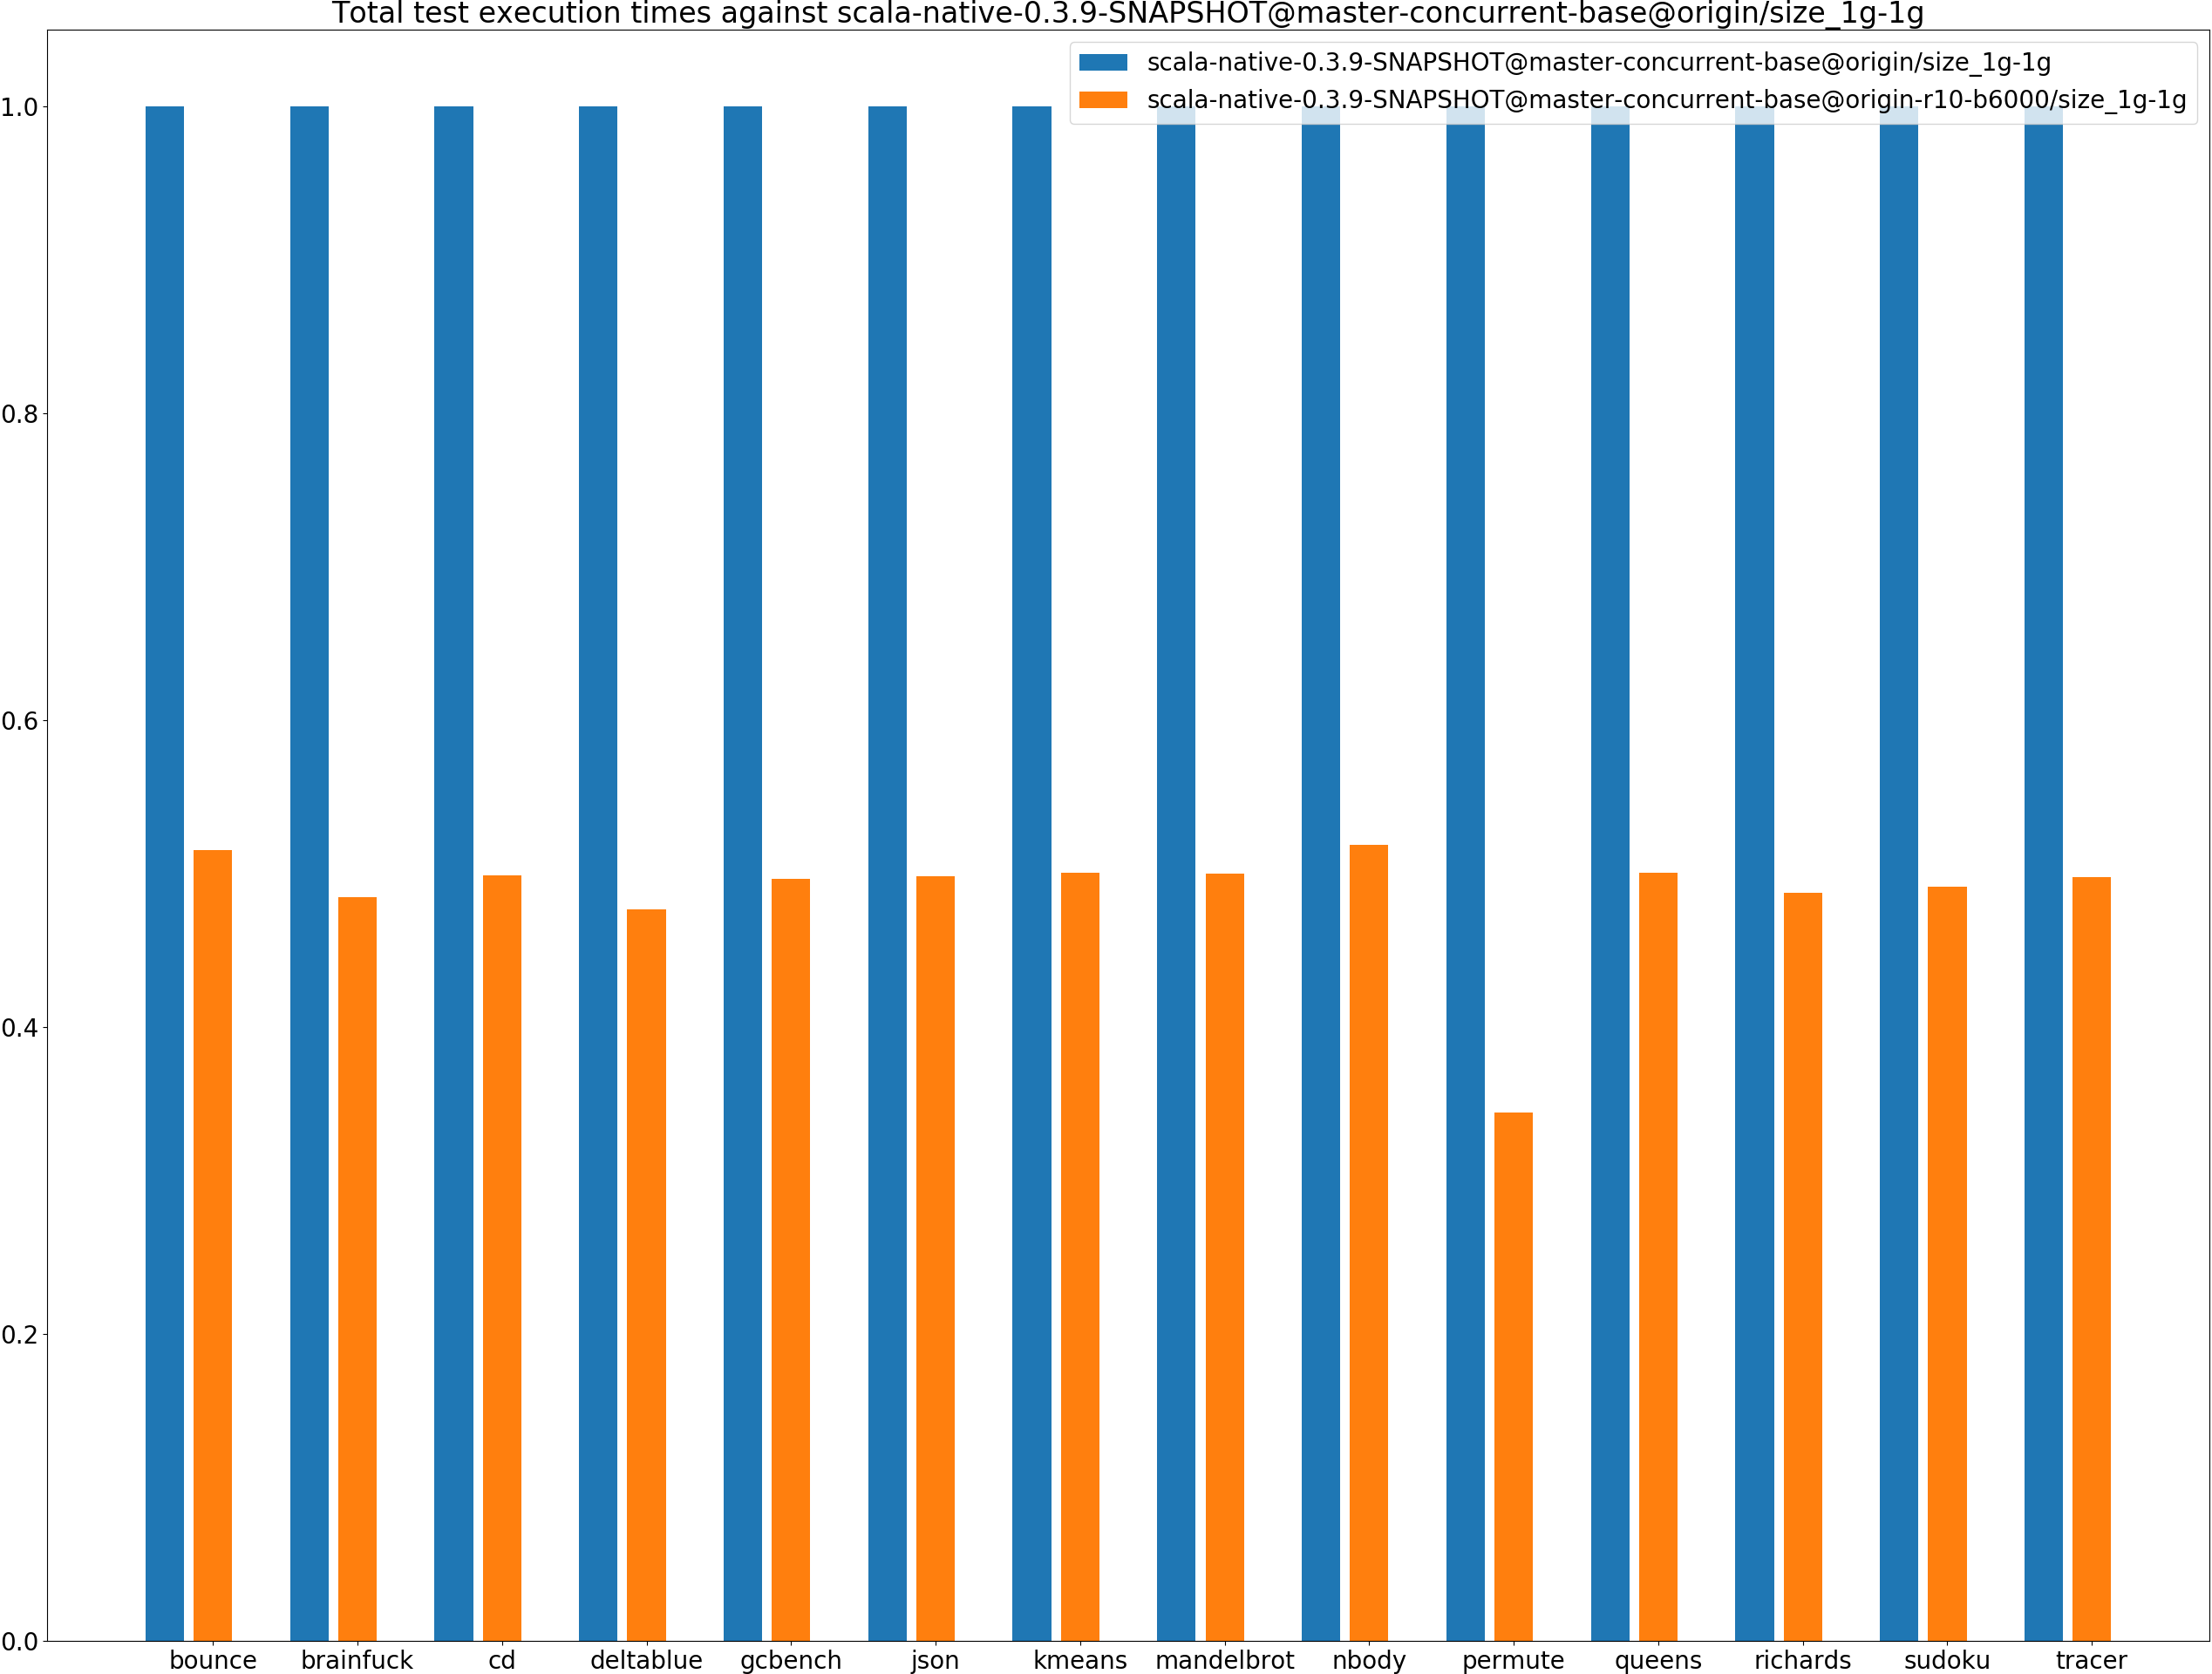 Total test execution times against scala-native-0.3.9-SNAPSHOT@master-concurrent-base@origin/size_1g-1g
scala-native-0.3.9-SNAPSHOT@master-concurrent-base@origin/size_1g-1g
scala-native-0.3.9-SNAPSHOT@master-concurrent-base@origin-r10-b6000/size_1g-1g
1.0
0.8
0.6
0.4
0.2
0.0
bounce brainfuck cd deltablue gcbench json kmeans mandelbrot nbody permute queens richards sudoku tracer